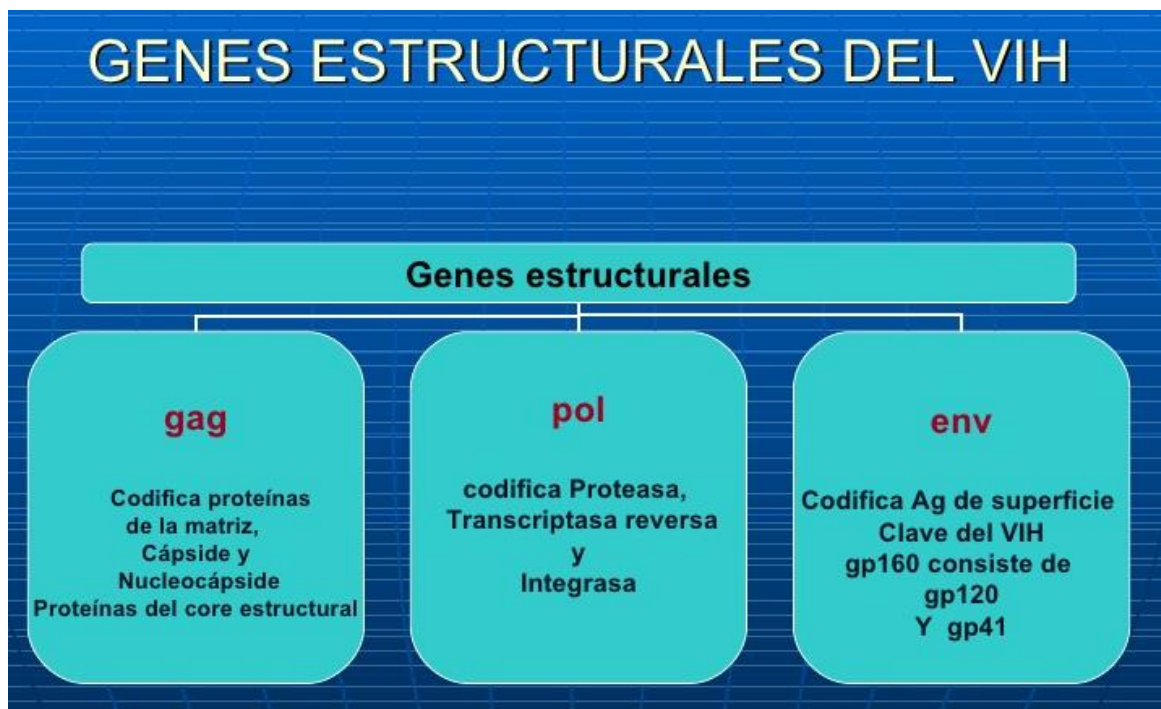 GENES ESTRUCTURALES DEL VIH
Genes estructurales
gag
Codifica proteínas
de la matriz,
Cápside y
Nucleocápside
Proteínas del core estructural
pol
codifica Proteasa,
Transcriptasa reversa
y
Integrasa
env
Codifica Ag de superficie
Clave del VIH
gp160 consiste de
gp120
Y gp41